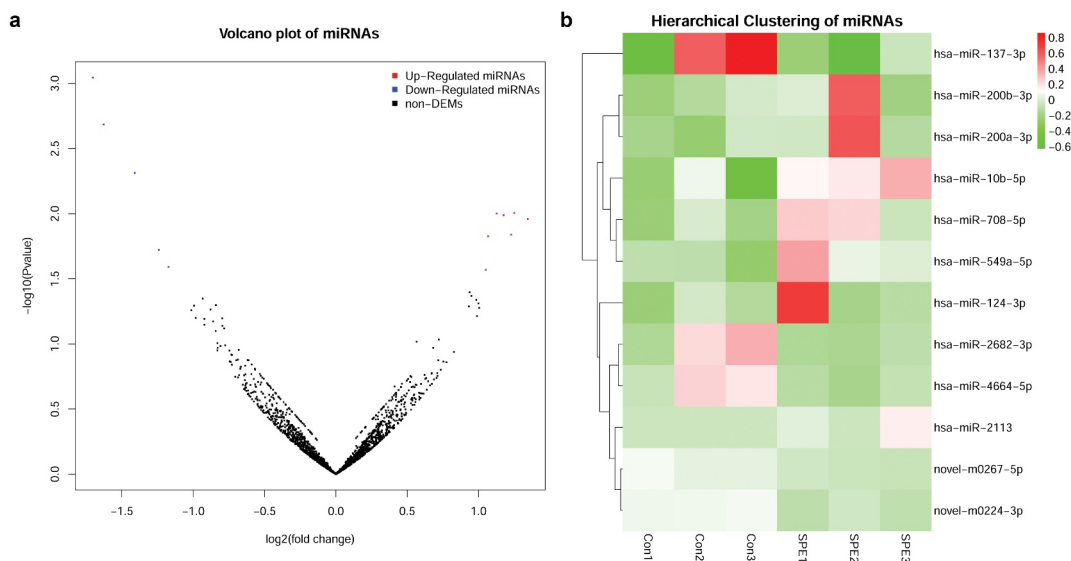 a
Volcano plot of miRNAs
Up-Regulated miRNAs
Down-Regulated miRNAs
non-DEMs
3.0
2.5
2.0
1.5
1.0
0.5
0.0
-log10(Pvalue)
−1.5
−1.0
−0.5
0.0
0.5
1.0
log2(fold change)
b
Hierarchical Clustering of miRNAs
0.8
0.6
0.4
0.2
0
−0.2
−0.4
−0.6
hsa−miR−137−3p
hsa−miR−200b−3p
hsa−miR−200a−3p
hsa−miR−10b−5p
hsa−miR−708−5p
hsa−miR−549a−5p
hsa−miR−124−3p
hsa−miR−2682−3p
hsa−miR−4664−5p
hsa−miR−2113
novel−m0267−5p
novel−m0224−3p
Con1
Con2
Con3
SPE1
SPE2
SPE3